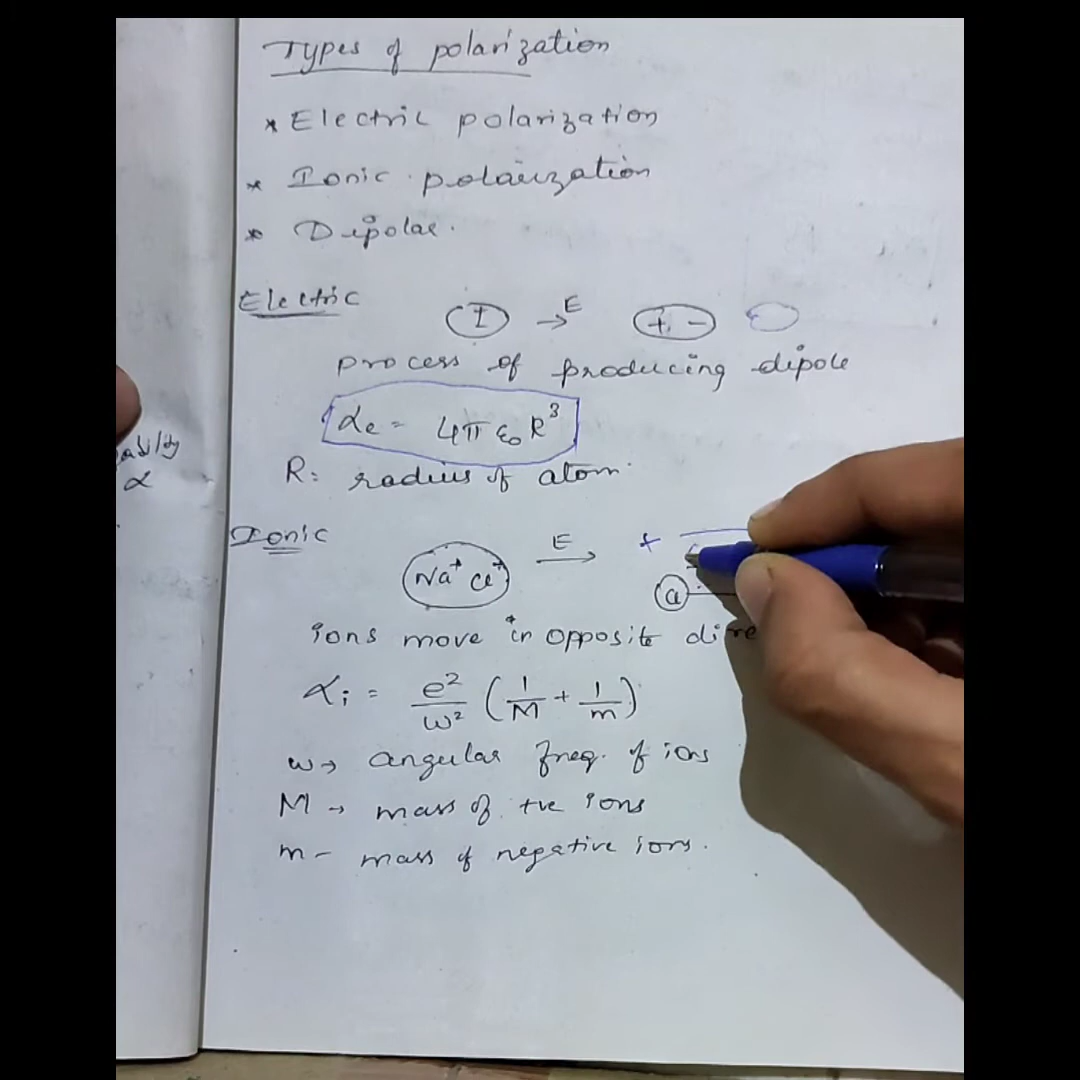 Types of polarization
* Electric polarization
* Ionic polarization
* Dipolar.
Electric I → E + -
process of producing dipole
αe = 4π ε₀ R³
R: radius of atom.
α
Ionic Na⁺ Cl⁺ E → +
Cl
ions move in opposite dire
αi = e²/w² (1/M + 1/m)
w → angular freq. of ions
M → mass of +ve ions
m - mass of negative ions.